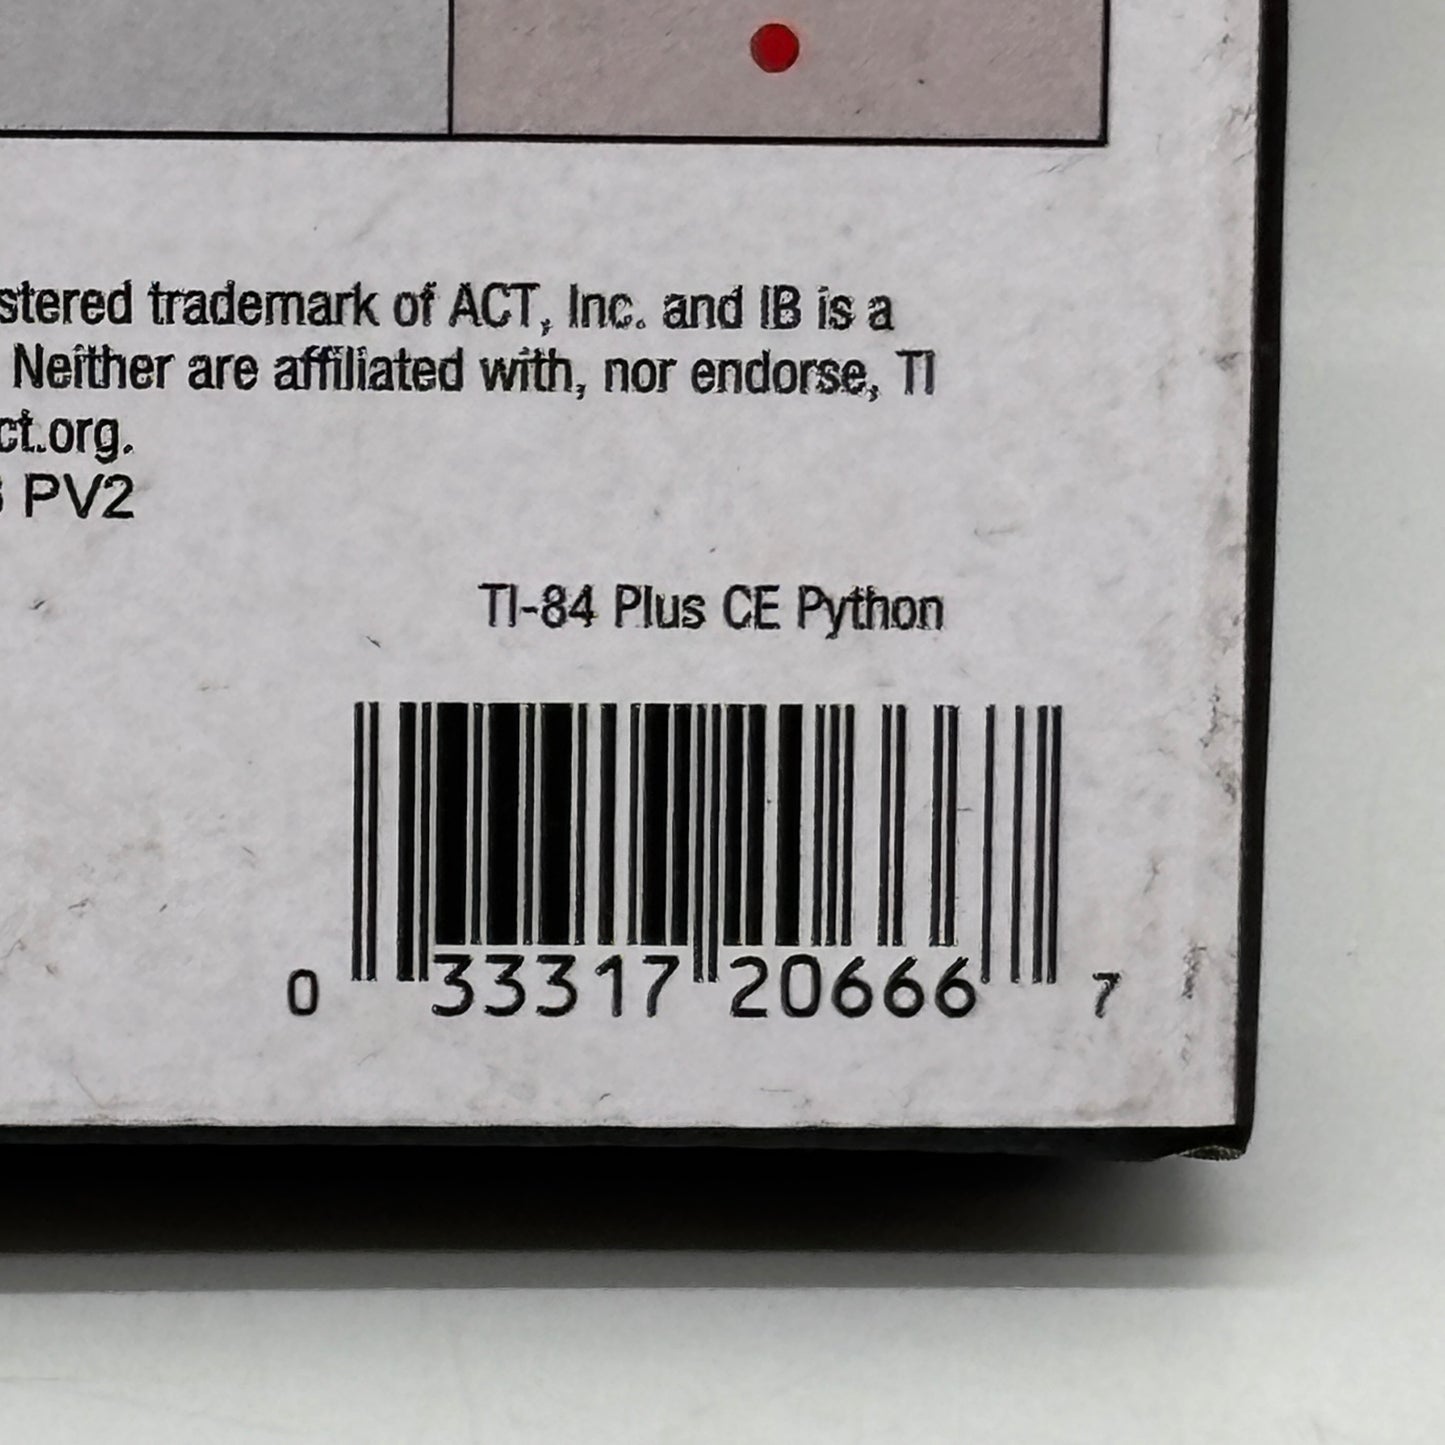 stered trademark of ACT, Inc. and IB is a
Neither are affiliated with, nor endorse, TI
ct.org.
PV2
TI-84 Plus CE Python
0 33317 20666 7